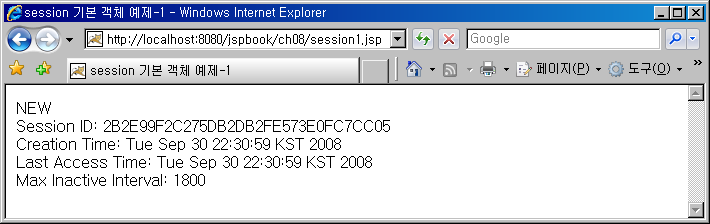 session 기본 객체 예제-1 - Windows Internet Explorer
http://localhost:8080/jspbook/ch08/session1.jsp
Google
session 기본 객체 예제-1
페이지(P)
도구(O)
»
NEW
Session ID: 2B2E99F2C275DB2DB2FE573E0FC7CC05
Creation Time: Tue Sep 30 22:30:59 KST 2008
Last Access Time: Tue Sep 30 22:30:59 KST 2008
Max Inactive Interval: 1800